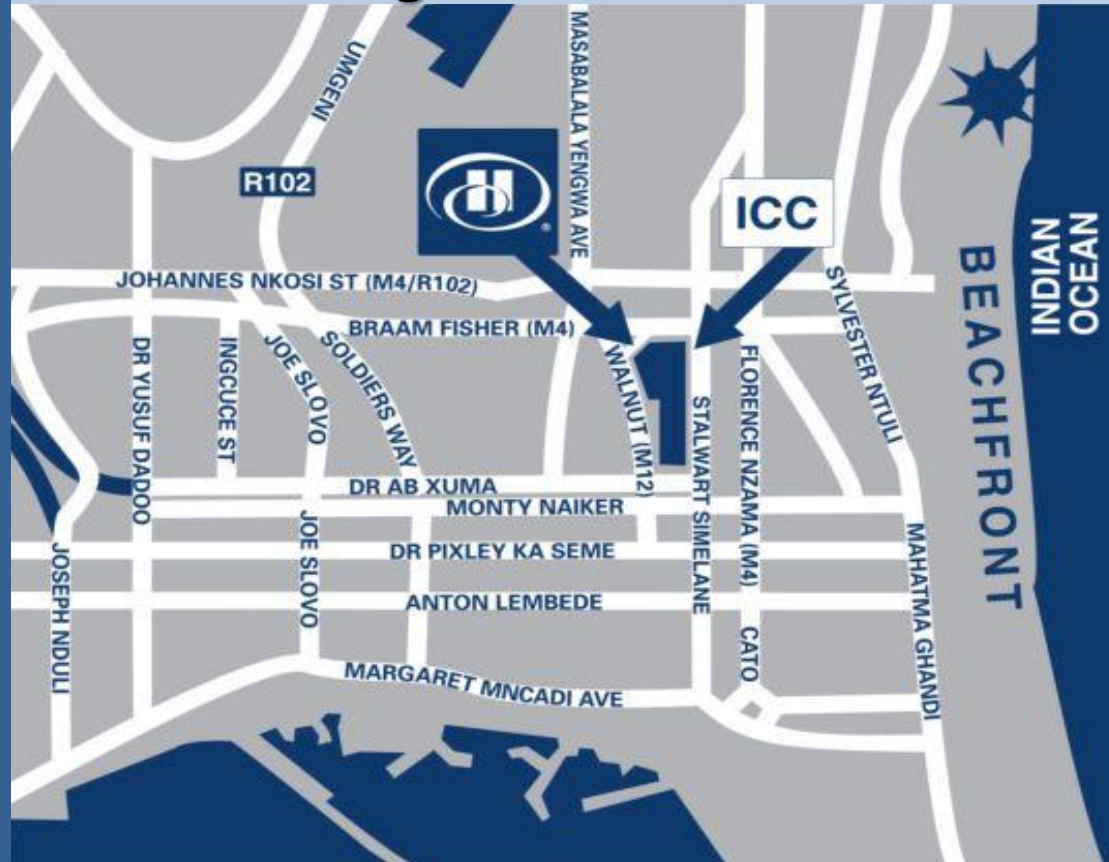 g
UMGENI
MASABALALA YENGWA AVE
R102
®
ICC
INDIAN
OCEAN
BEACHFRONT
JOHANNES NKOSI ST (M4/R102)
SYLVESTER NTULI
BRAAM FISHER (M4)
DR YUSUF DADOO
INGCUCE ST
JOE SLOVO
SOLDIERS WAY
WALNUT (M12)
STALWART SIMELANE
FLORENCE NZAMA (M4)
DR AB XUMA
MONTY NAIKER
JOE SLOVO
DR PIXLEY KA SEME
JOSEPH NDULI
MAHATMA GHANDI
ANTON LEMBEDE
CATO
MARGARET MNCADI AVE